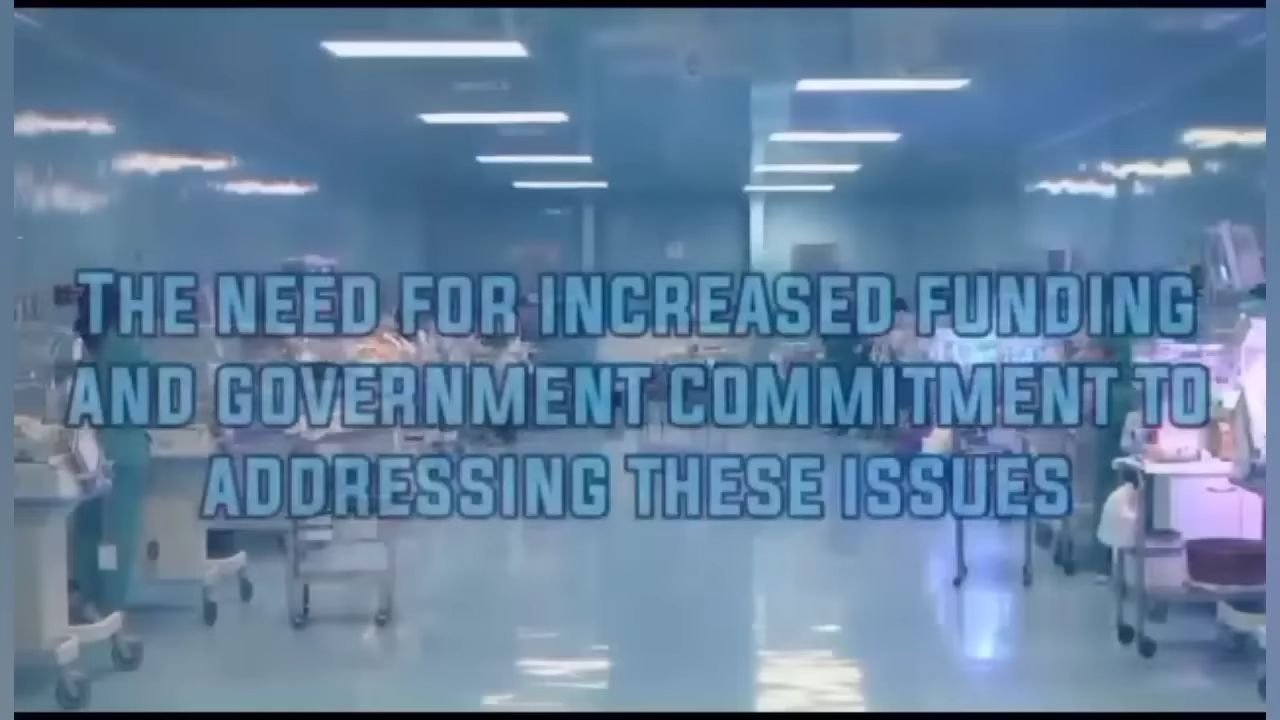 The need for increased funding
and government commitment to
addressing these issues